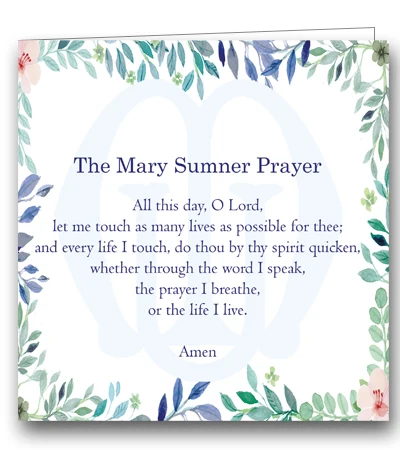 The Mary Sumner Prayer
All this day, O Lord,
let me touch as many lives as possible for thee;
and every life I touch, do thou by thy spirit quicken,
whether through the word I speak,
the prayer I breathe,
or the life I live.
Amen